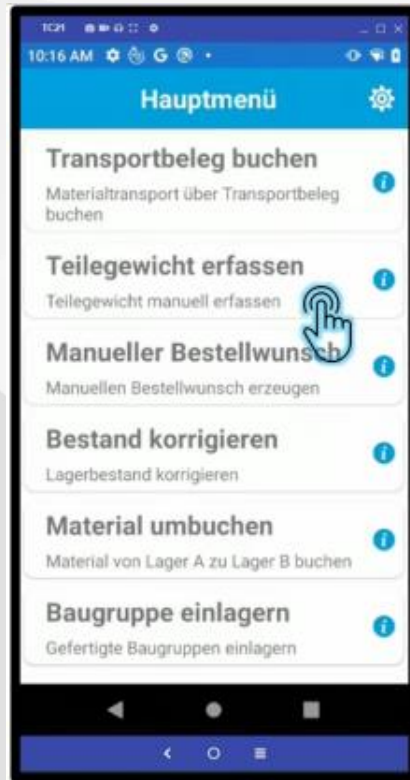 TC21
10:16 AM
Hauptmenü
Transportbeleg buchen
Materialtransport über Transportbeleg
buchen
Teilegewicht erfassen
Teilegewicht manuell erfassen
Manueller Bestellwunsch
Manuellen Bestellwunsch erzeugen
Bestand korrigieren
Lagerbestand korrigieren
Material umbuchen
Material von Lager A zu Lager B buchen
Baugruppe einlagern
Gefertigte Baugruppen einlagern